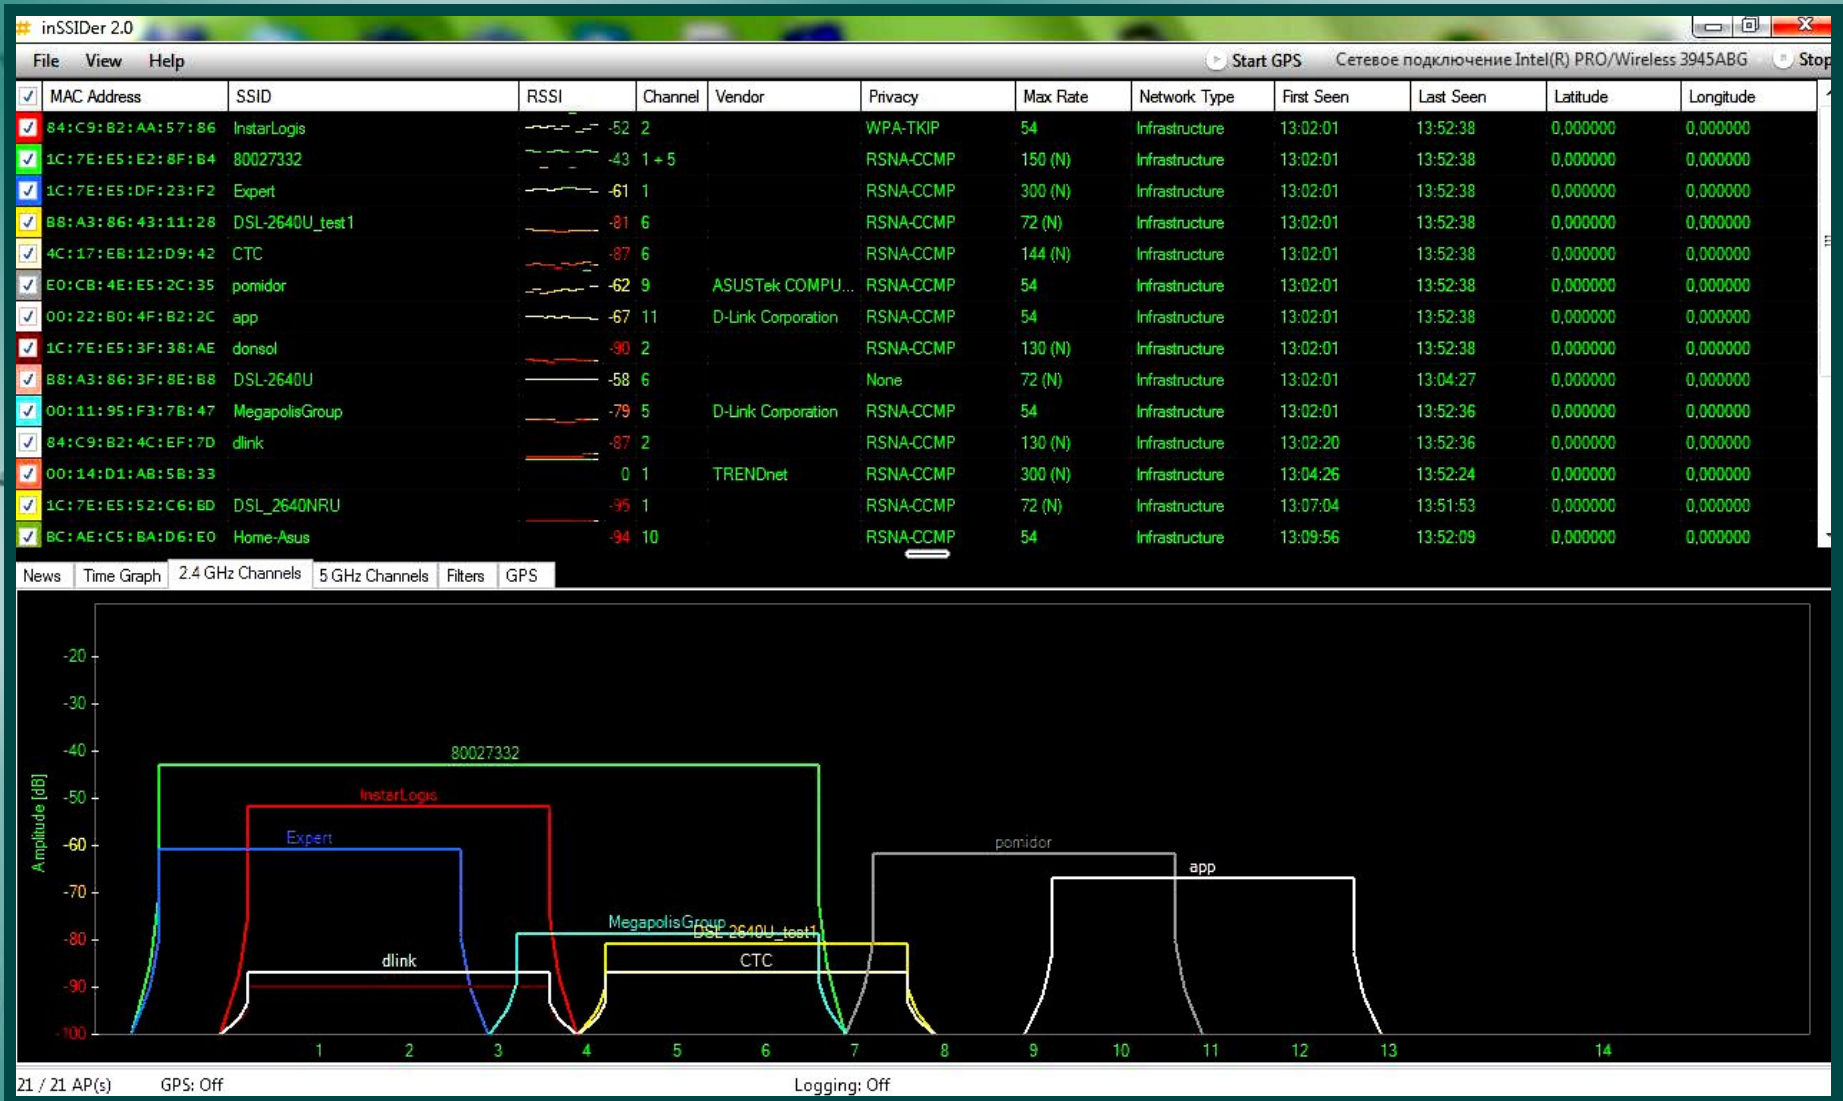 inSSIDer 2.0
File View Help Start GPS Сетевое подключение Intel(R) PRO/Wireless 3945ABG Stop
MAC Address SSID RSSI Channel Vendor Privacy Max Rate Network Type First Seen Last Seen Latitude Longitude
84:C9:B2:AA:57:86 InstarLogis -52 2 WPA-TKIP 54 Infrastructure 13:02:01 13:52:38 0,000000 0,000000
1C:7E:E5:E2:8F:B4 80027332 -43 1 + 5 RSNA-CCMP 150 (N) Infrastructure 13:02:01 13:52:38 0,000000 0,000000
1C:7E:E5:DF:23:F2 Expert -61 1 RSNA-CCMP 300 (N) Infrastructure 13:02:01 13:52:38 0,000000 0,000000
B8:A3:86:43:11:28 DSL-2640U_test1 -81 6 RSNA-CCMP 72 (N) Infrastructure 13:02:01 13:52:38 0,000000 0,000000
4C:17:EB:12:D9:42 CTC -87 6 RSNA-CCMP 144 (N) Infrastructure 13:02:01 13:52:38 0,000000 0,000000
E0:CB:4E:E5:2C:35 pomidor -62 9 ASUSTek COMPU... RSNA-CCMP 54 Infrastructure 13:02:01 13:52:38 0,000000 0,000000
00:22:B0:4F:B2:2C app -67 11 D-Link Corporation RSNA-CCMP 54 Infrastructure 13:02:01 13:52:38 0,000000 0,000000
1C:7E:E5:3F:38:AE donsol -90 2 RSNA-CCMP 130 (N) Infrastructure 13:02:01 13:52:38 0,000000 0,000000
B8:A3:86:3F:8E:B8 DSL-2640U -58 6 None 72 (N) Infrastructure 13:02:01 13:04:27 0,000000 0,000000
00:11:95:F3:7B:47 MegapolisGroup -79 5 D-Link Corporation RSNA-CCMP 54 Infrastructure 13:02:01 13:52:36 0,000000 0,000000
84:C9:B2:4C:EF:7D dlink -87 2 RSNA-CCMP 130 (N) Infrastructure 13:02:20 13:52:36 0,000000 0,000000
00:14:D1:AB:5B:33 0 1 TRENDnet RSNA-CCMP 300 (N) Infrastructure 13:04:26 13:52:24 0,000000 0,000000
1C:7E:E5:52:C6:BD DSL_2640NRU -95 1 RSNA-CCMP 72 (N) Infrastructure 13:07:04 13:51:53 0,000000 0,000000
BC:AE:C5:BA:D6:E0 Home-Asus -94 10 RSNA-CCMP 54 Infrastructure 13:09:56 13:52:09 0,000000 0,000000
News Time Graph 2.4 GHz Channels 5 GHz Channels Filters GPS
Amplitude [dB]
-20
-30
-40
-50
-60
-70
-80
-90
-100
80027332
InstarLogis
Expert
pomidor
app
MegapolisGroup
DSL-2640U_test1
dlink
CTC
1 2 3 4 5 6 7 8 9 10 11 12 13 14
21 / 21 AP(s) GPS: Off Logging: Off